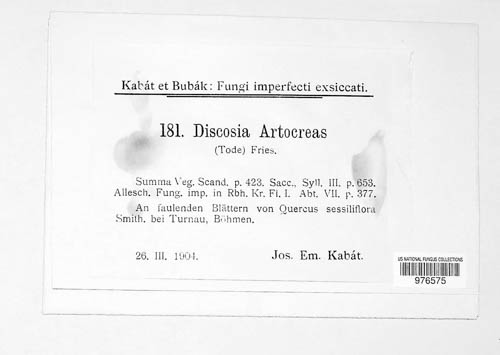 Kabát et Bubák: Fungi imperfecti exsiccati.
181. Discosia Artocreas
(Tode) Fries.
Summa Veg. Scand. p. 423. Sacc., Syll. III. p. 653.
Allesch. Fung. imp. in Rbh. Kr. Fl. I. Abt. VII. p. 377.
An faulenden Blättern von Quercus sessiliflora
Smith. bei Turnau, Böhmen.
26. III. 1904.
Jos. Em. Kabát.
US NATIONAL FUNGUS COLLECTIONS
976575